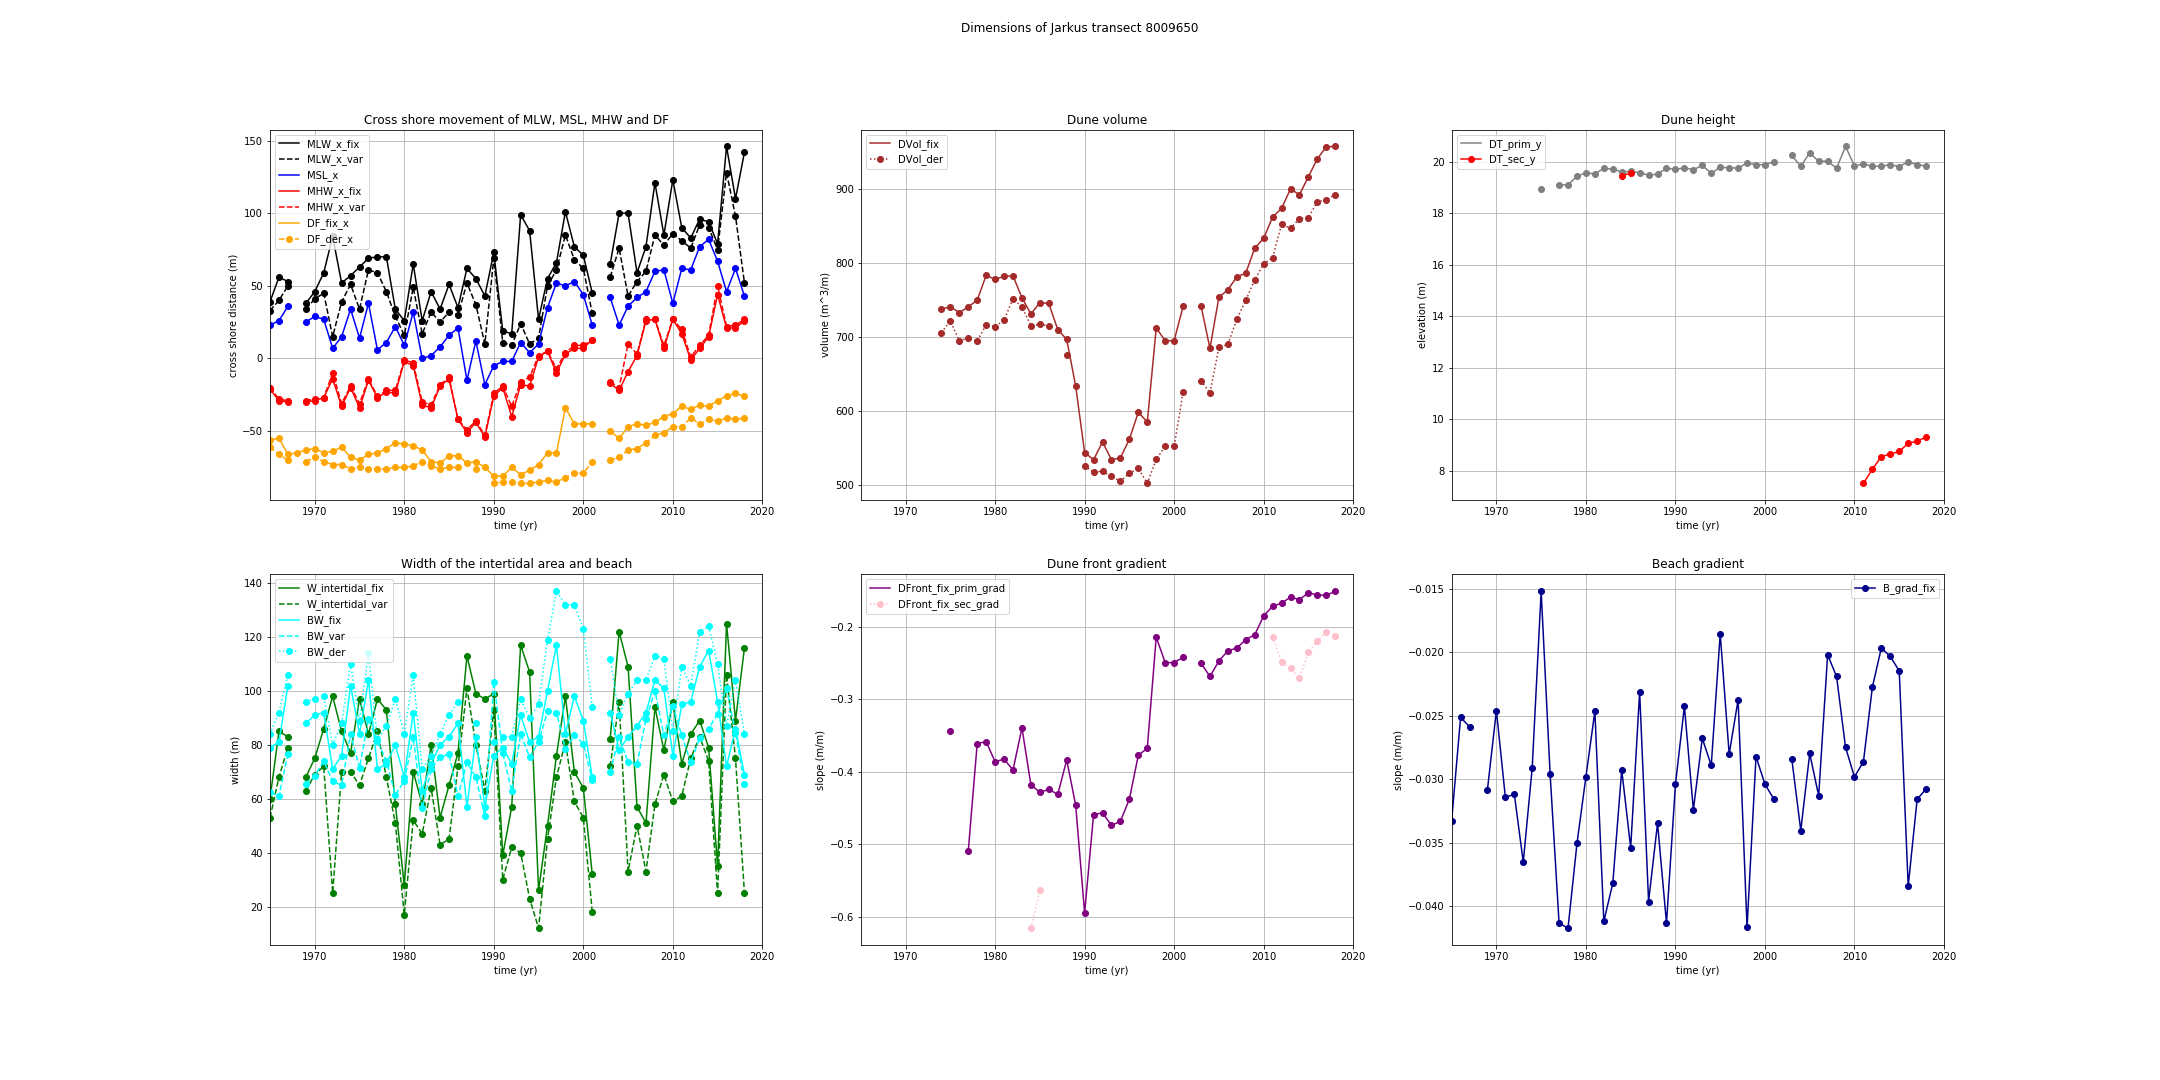 Dimensions of Jarkus transect 8009650
Cross shore movement of MLW, MSL, MHW and DF
MLW_x_fix
MLW_x_var
MSL_x
MHW_x_fix
MHW_x_var
DF_fix_x
DF_der_x
cross shore distance (m)
150
100
50
0
−50
1970 1980 1990 2000 2010 2020
time (yr)
Dune volume
DVol_fix
DVol_der
volume (m^3/m)
900
800
700
600
500
1970 1980 1990 2000 2010 2020
time (yr)
Dune height
DT_prim_y
DT_sec_y
elevation (m)
20
18
16
14
12
10
8
1970 1980 1990 2000 2010 2020
time (yr)
Width of the intertidal area and beach
W_intertidal_fix
W_intertidal_var
BW_fix
BW_var
BW_der
width (m)
140
120
100
80
60
40
20
1970 1980 1990 2000 2010 2020
time (yr)
Dune front gradient
DFront_fix_prim_grad
DFront_fix_sec_grad
slope (m/m)
−0.2
−0.3
−0.4
−0.5
−0.6
1970 1980 1990 2000 2010 2020
time (yr)
Beach gradient
B_grad_fix
slope (m/m)
−0.015
−0.020
−0.025
−0.030
−0.035
−0.040
1970 1980 1990 2000 2010 2020
time (yr)